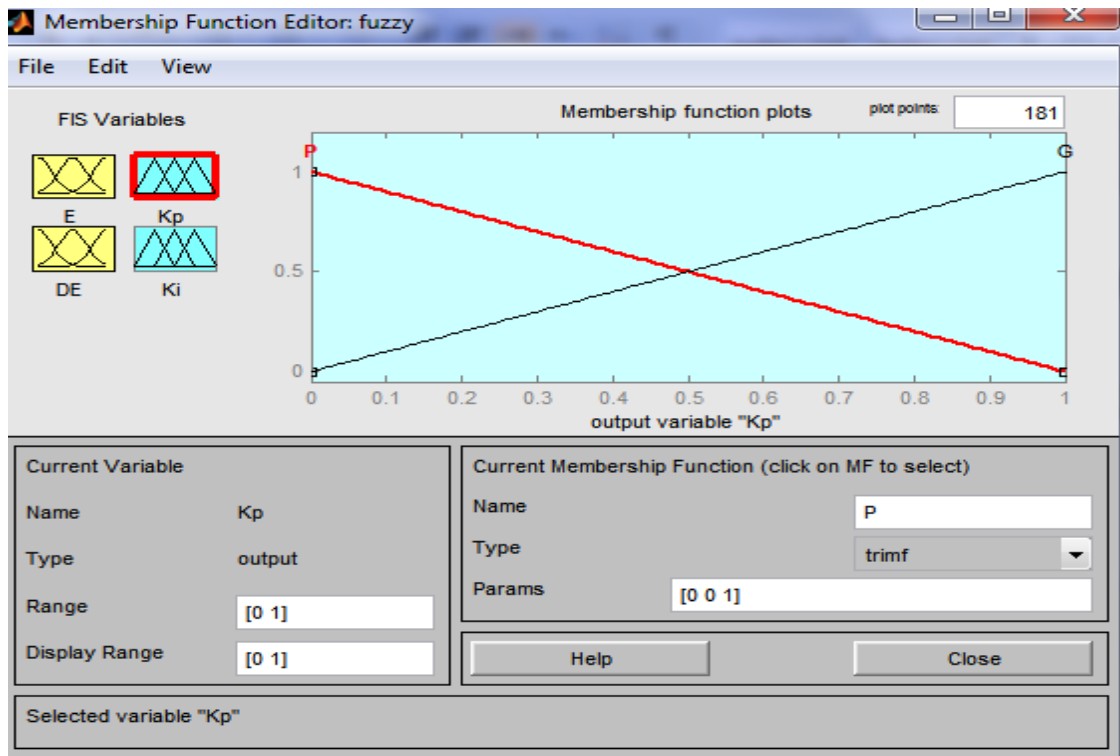 Membership Function Editor: fuzzy
File Edit View
FIS Variables
Membership function plots
plot points:
181
E
Kp
DE
Ki
P
G
1
0.5
0
0 0.1 0.2 0.3 0.4 0.5 0.6 0.7 0.8 0.9 1
output variable "Kp"
Current Variable
Name Kp
Type output
Range [0 1]
Display Range [0 1]
Current Membership Function (click on MF to select)
Name P
Type trimf
Params [0 0 1]
Help Close
Selected variable "Kp"